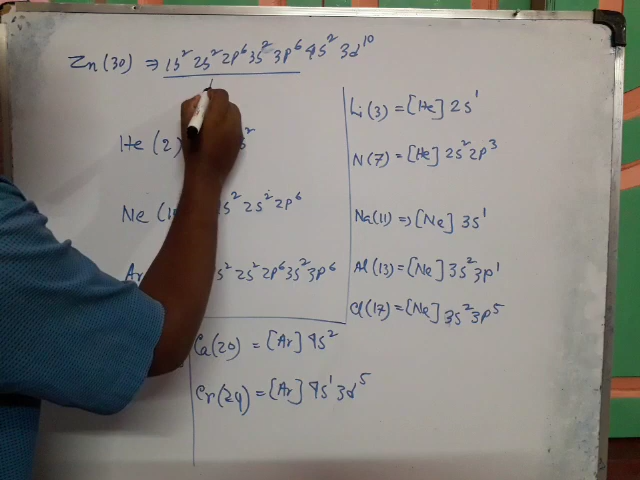 Zn(30) ⇒ 1s² 2s² 2p⁶ 3s² 3p⁶ 4s² 3d¹⁰
He (2)
Ne (1 s² 2s² 2p⁶
Ar s² 2s² 2p⁶ 3s² 3p⁶
Li(3) = [He] 2s¹
N(7) = [He] 2s² 2p³
Na(11) ⇒ [Ne] 3s¹
Al(13) = [Ne] 3s² 3p¹
Cl(17) = [Ne] 3s² 3p⁵
Ca(20) = [Ar] 4s²
Cr(24) = [Ar] 4s¹ 3d⁵